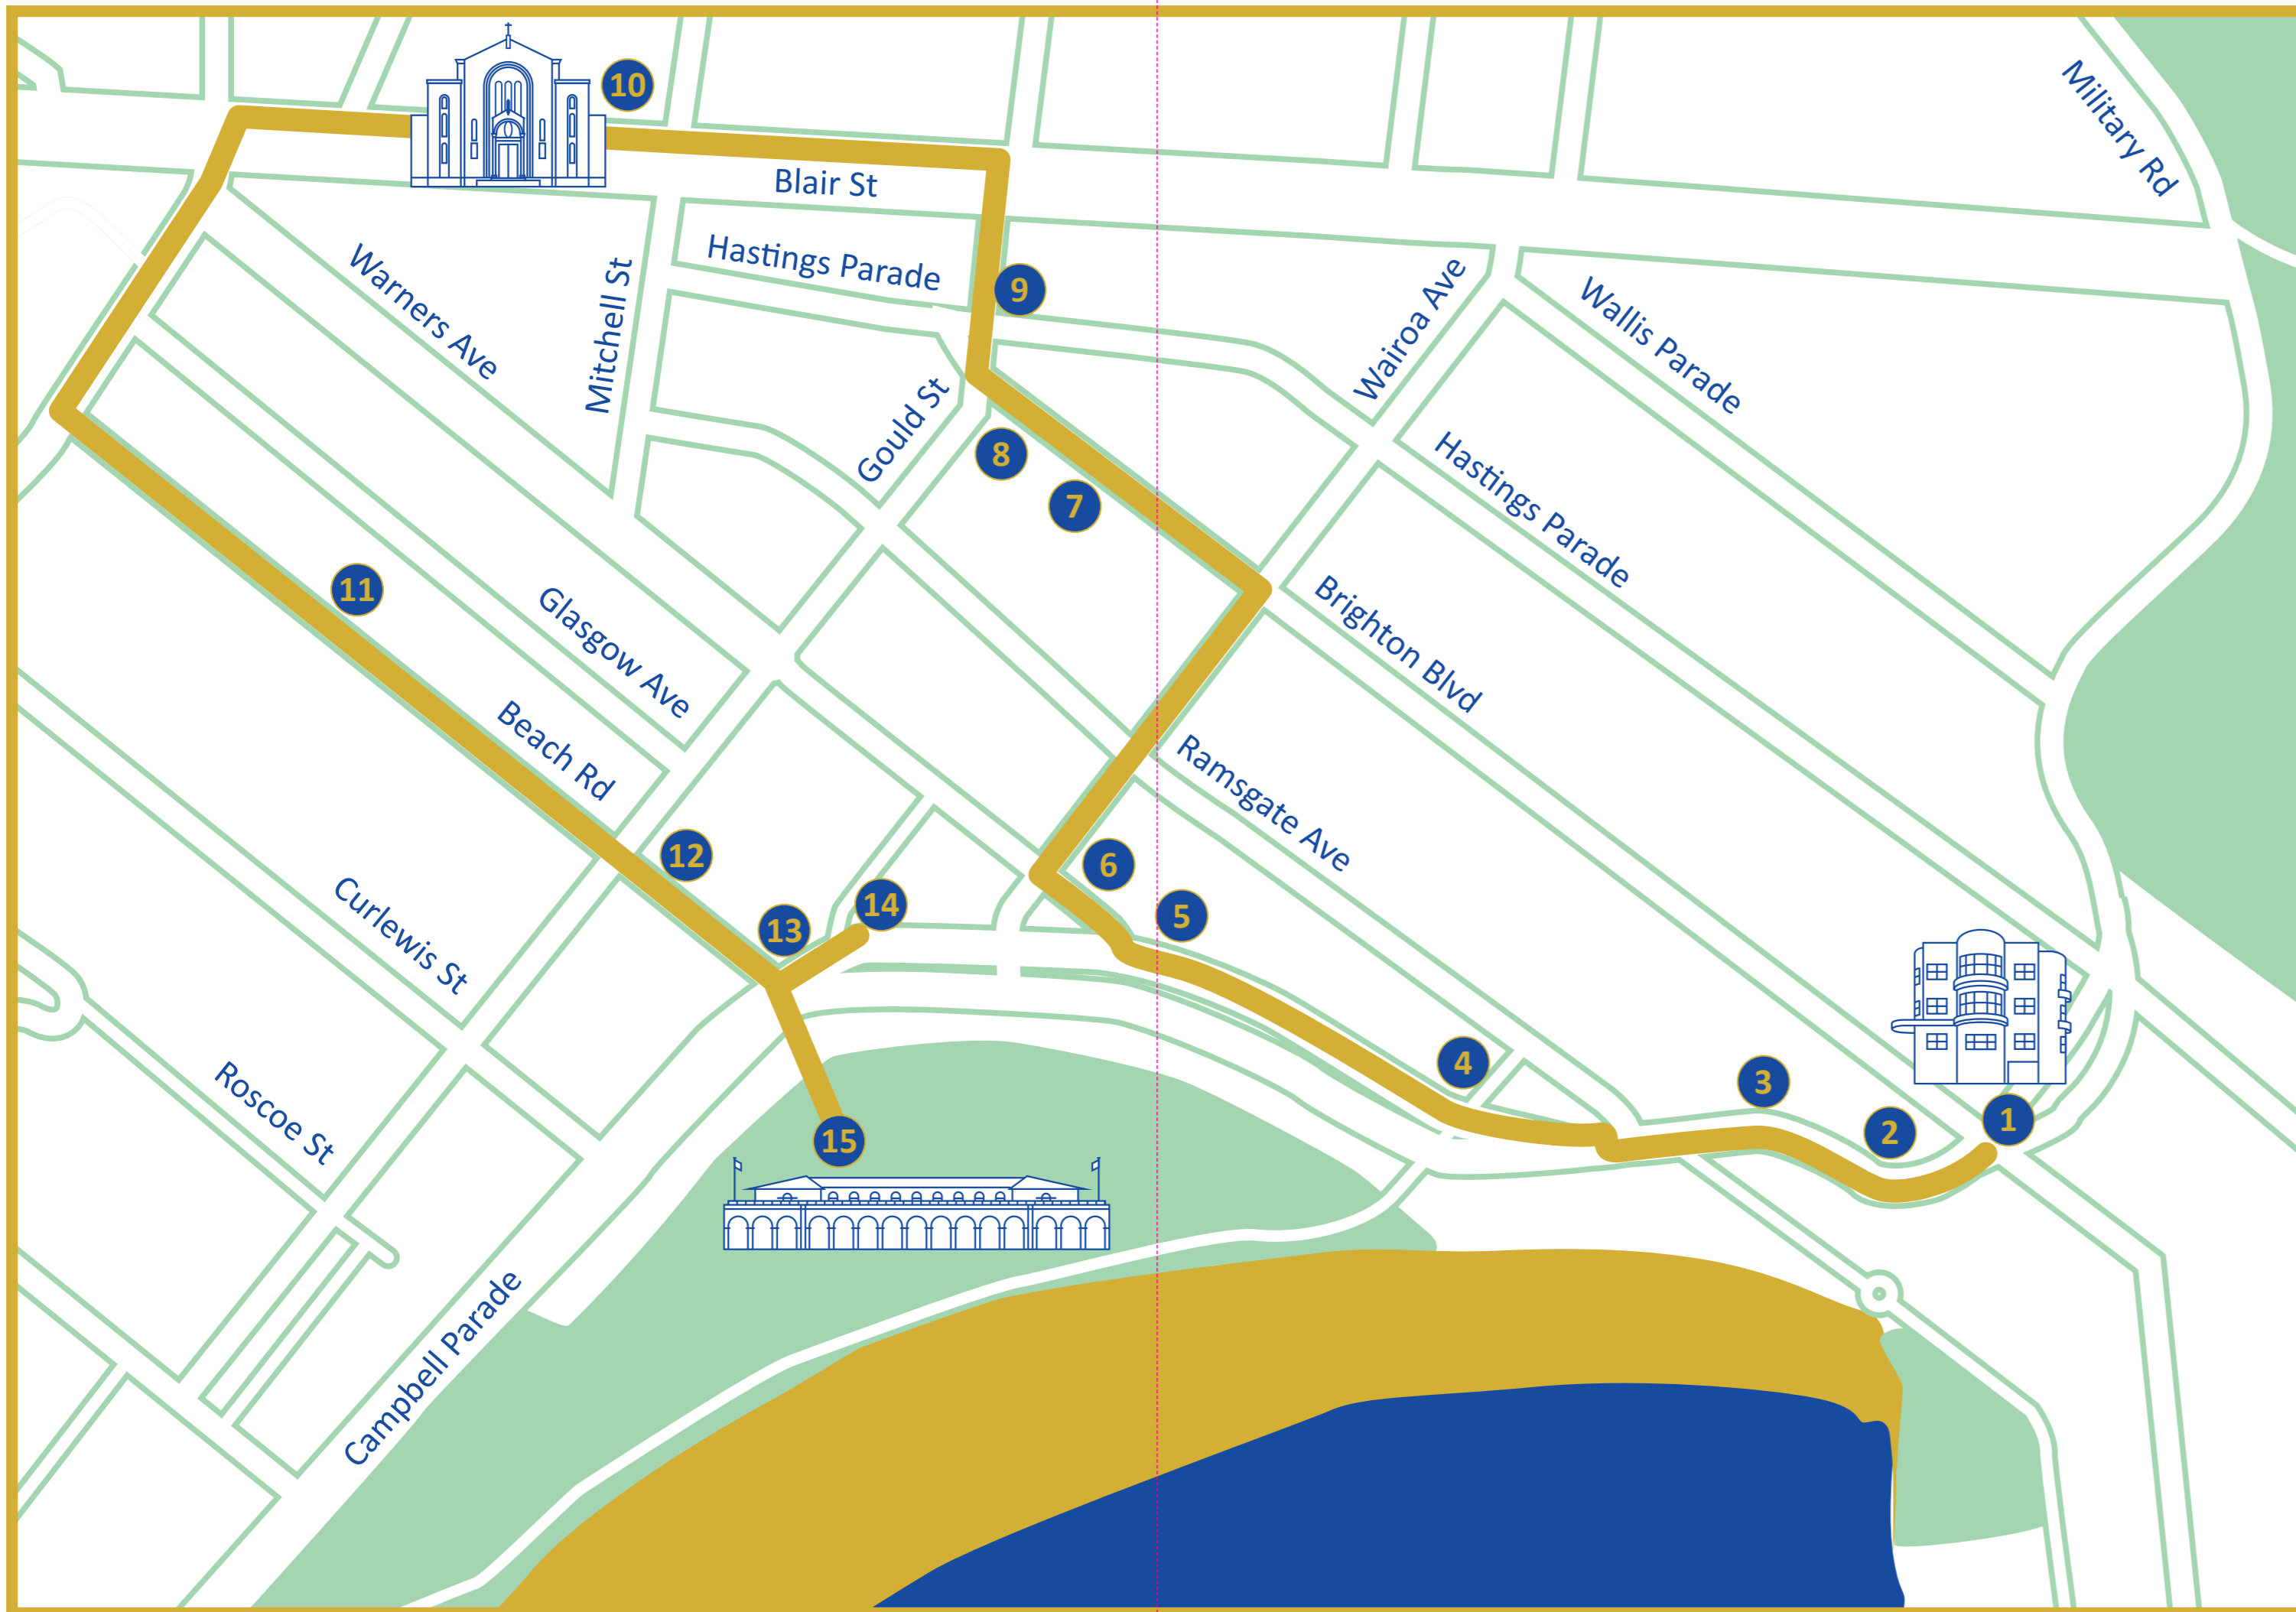 10
Military Rd
Blair St
Hastings Parade
Warners Ave
Mitchell St
9
Wairoa Ave
Wallis Parade
Gould St
8
7
Hastings Parade
11
Glasgow Ave
Brighton Blvd
Beach Rd
Ramsgate Ave
12
6
5
14
13
Curlewis St
4
3
1
2
15
Roscoe St
Campbell Parade